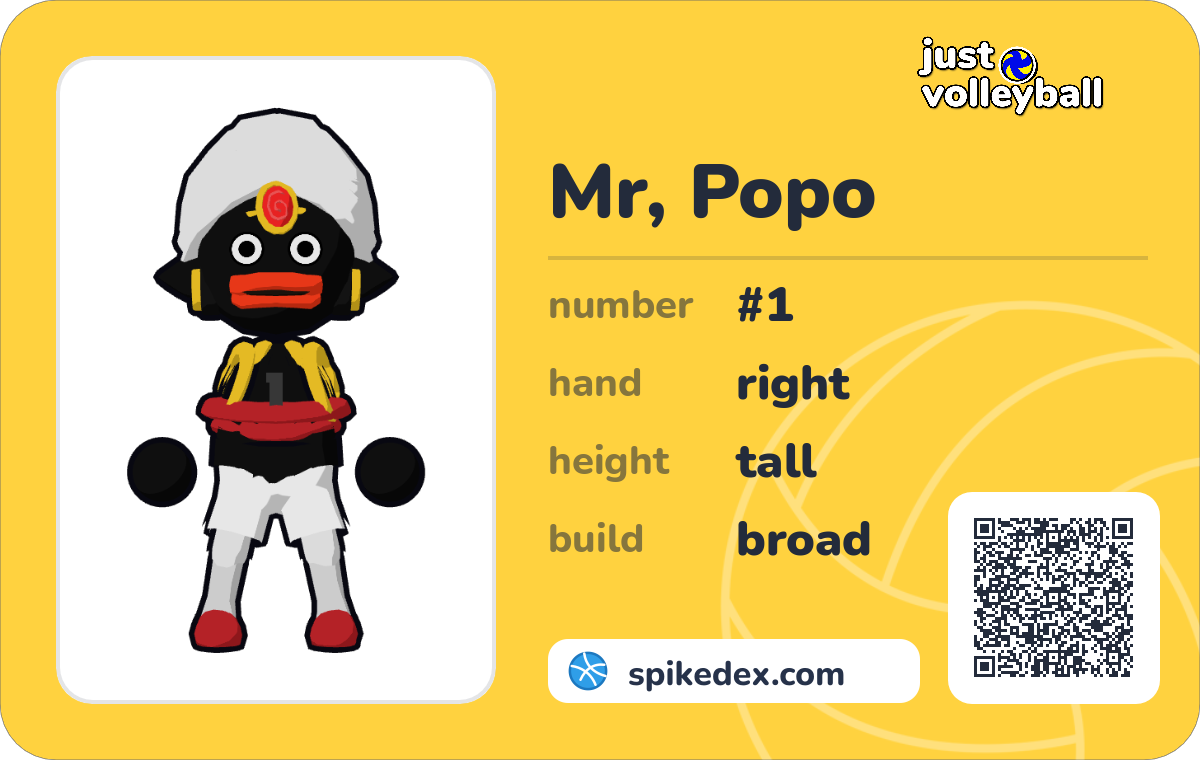 just
volleyball
Mr, Popo
number #1
hand right
height tall
build broad
1
spikedex.com